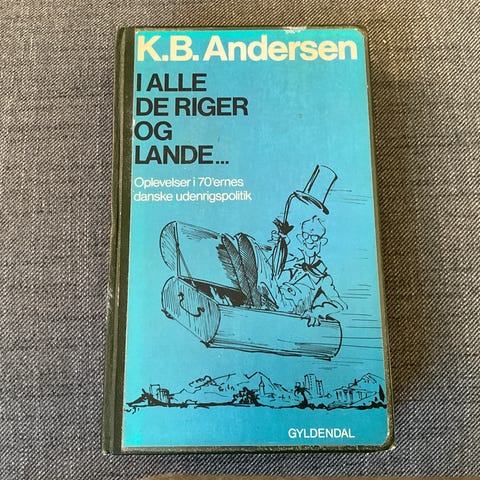 K.B. Andersen
I ALLE
DE RIGER
OG
LANDE...
Oplevelser i 70'ernes
danske udenrigspolitik
GYLDENDAL